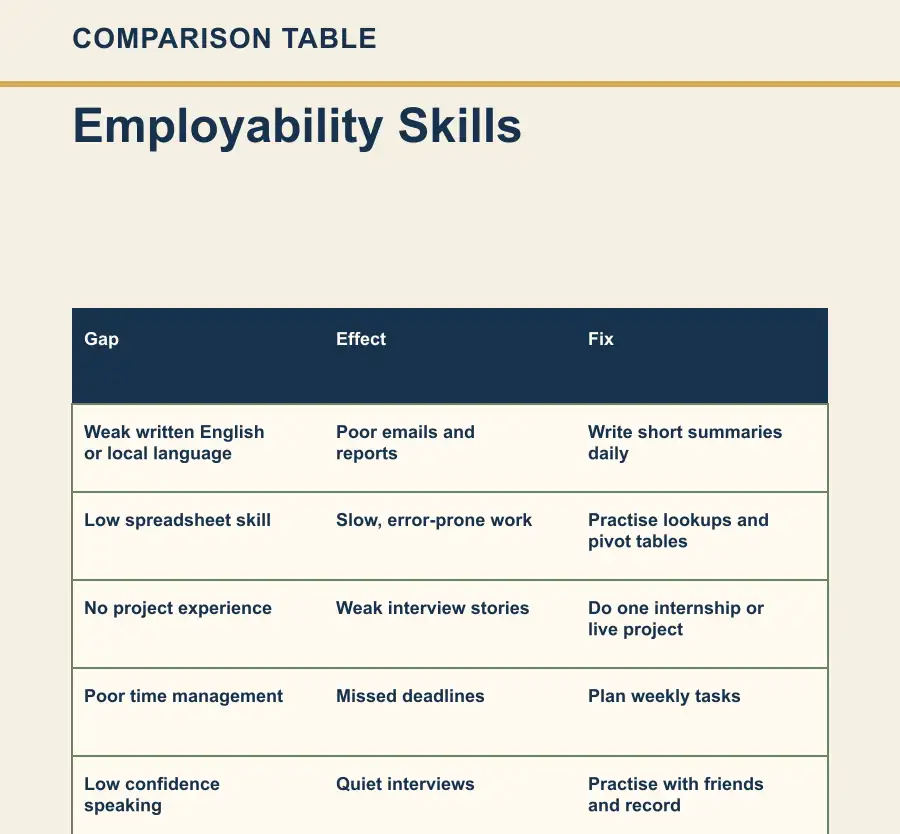 COMPARISON TABLE
Employability Skills
Gap
Effect
Fix
Weak written English
or local language
Poor emails and
reports
Write short summaries
daily
Low spreadsheet skill
Slow, error-prone work
Practise lookups and
pivot tables
No project experience
Weak interview stories
Do one internship or
live project
Poor time management
Missed deadlines
Plan weekly tasks
Low confidence
speaking
Quiet interviews
Practise with friends
and record